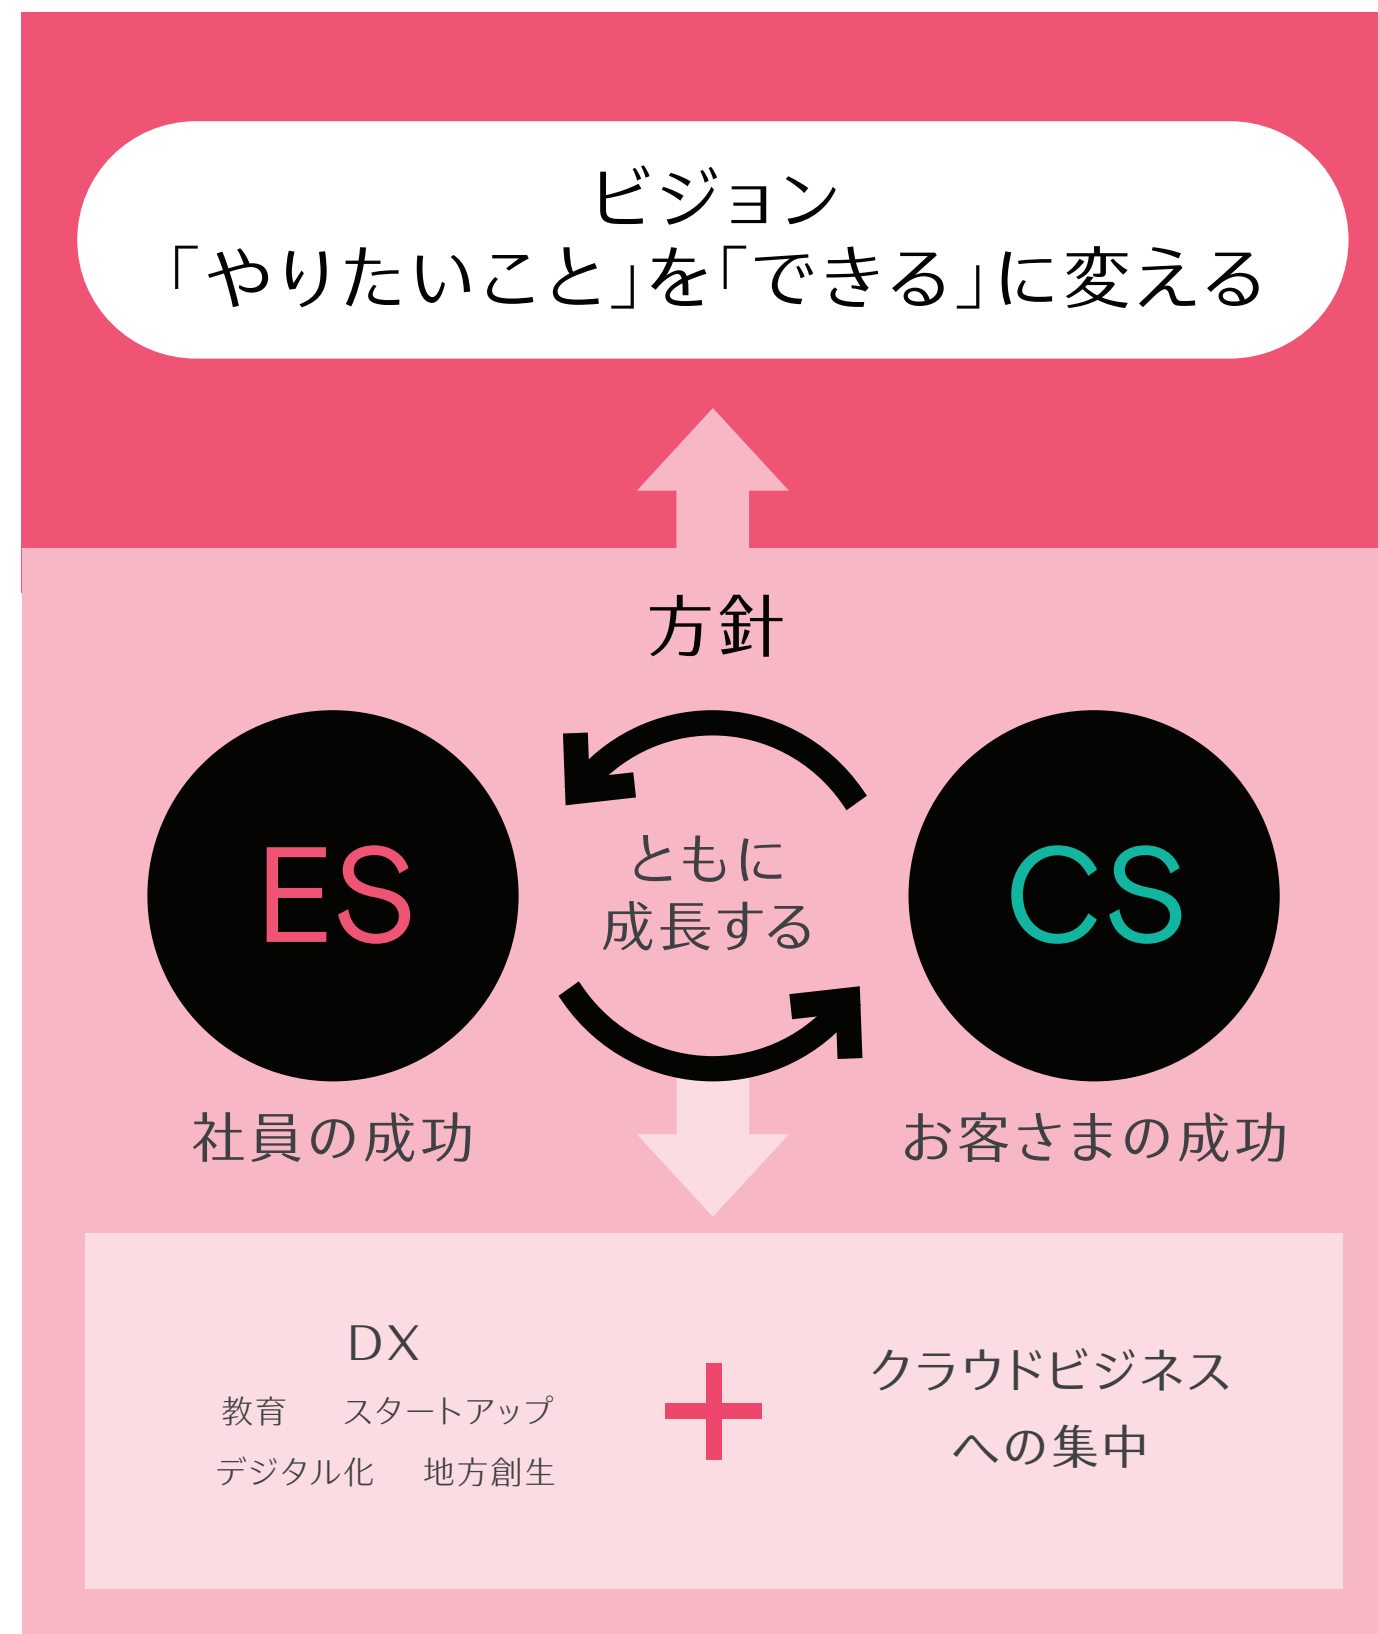 ビジョン
「やりたいこと」を「できる」に変える
方針
ES
ともに
成長する
CS
社員の成功
お客さまの成功
DX
教育 スタートアップ
デジタル化 地方創生
クラウドビジネス
への集中